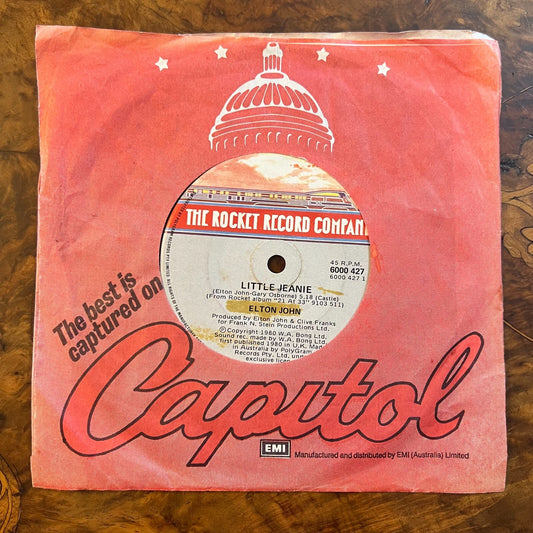 THE ROCKET RECORD COMPAN
45 R.P.M.
6000 427
6000 427 1
LITTLE JEANIE
(Elton John-Gary Osborne) 5.18 (Castle)
(From Rocket album "21 At 33" 9103 511)
ELTON JOHN
Produced by Elton John & Clive Franks
for Frank N. Stein Productions Ltd.
© Copyright 1980 W.A. Bong Ltd.
Sound rec. made by W.A. Bong Ltd.
first published 1980 in U.K. Made
in Australia by PolyGram
Records Pty. Ltd. under
exclusive licen
The best is
captured on
Capitol
EMI
Manufactured and distributed by EMI (Australia) Limited